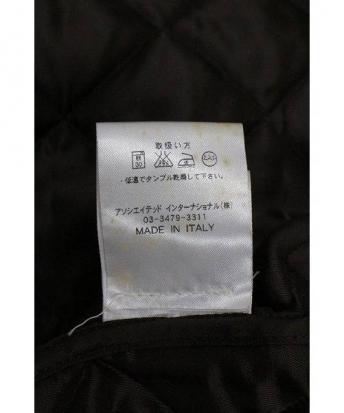 取扱い方
・低温でタンブル乾燥して下さい。
アソシエイテッド インターナショナル(株)
03-3479-3311
MADE IN ITALY